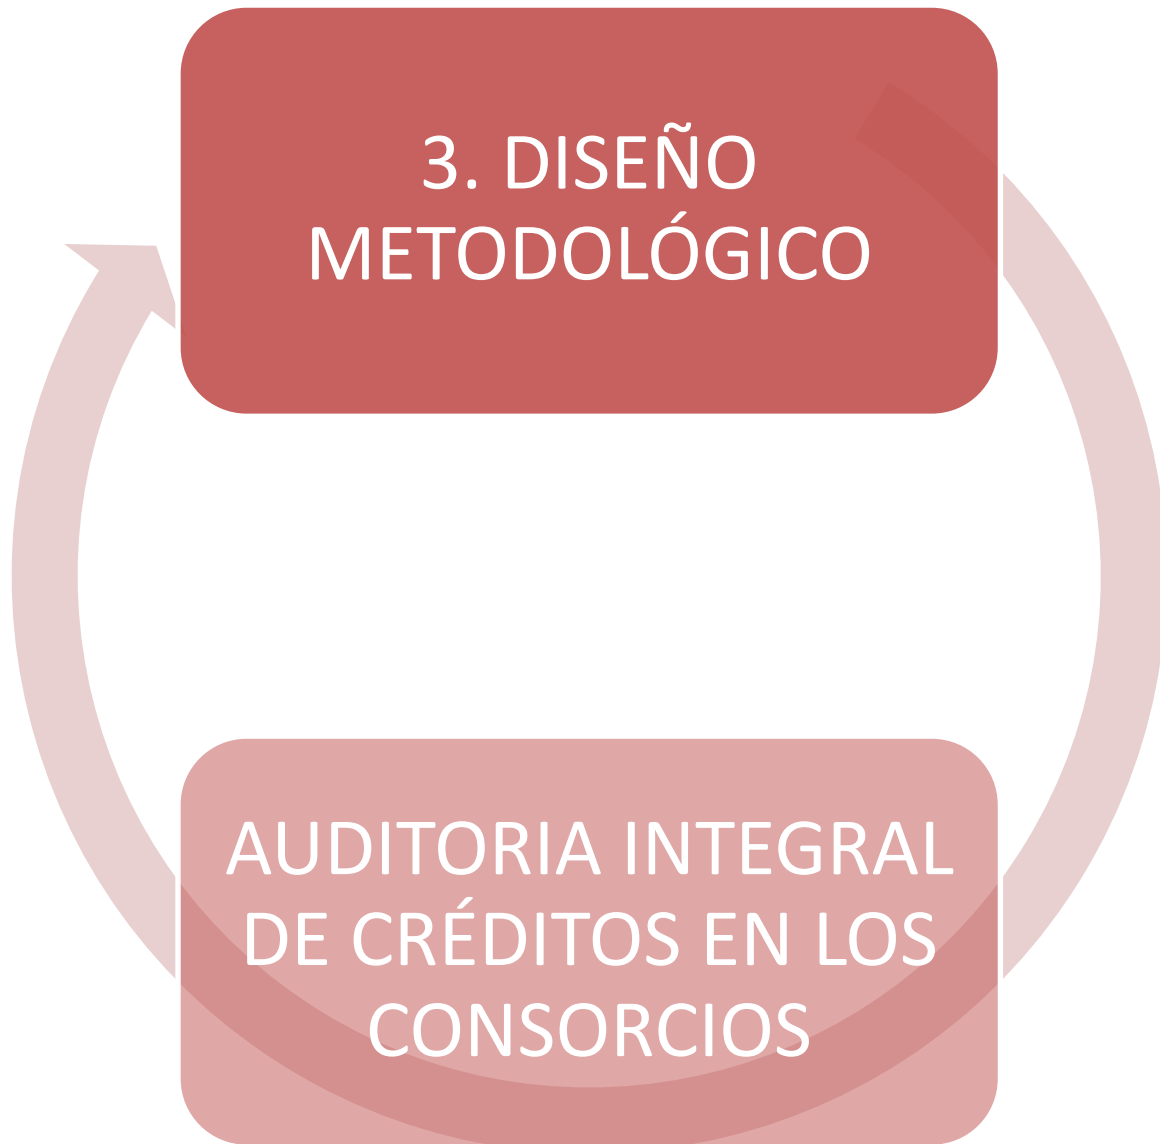 3. DISEÑO
METODOLÓGICO
AUDITORIA INTEGRAL
DE CRÉDITOS EN LOS
CONSORCIOS